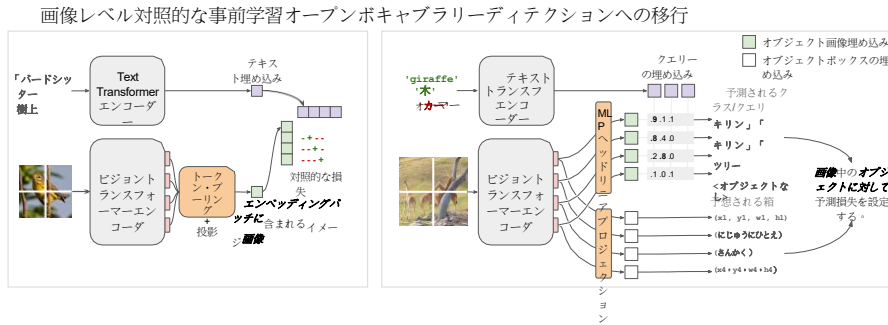 画像レベル対照的な事前学習オープンボキャブラリーディテクションへの移行
「バードシッ
ター
樹上
Text
Transformer
エンコーダ
ー
テキス
ト埋め込み
ビジョント
ランスフォ
ーマーエン
コーダ
トーク
ン・プー
リング
+
投影
- + - -
- - - +
対照的な損
失
エンベッディングパ
ッチに
含まれるイメー
ジ画像
'giraffe'
'木'
カー
テキスト
トランスフ
ォーマー
エンコ
ーダー
クエリー
の埋め込み
オブジェクト画像埋め込み
オブジェクトボックスの埋
め込み
予測されるク
ラス/クエリ
ビジョント
ランスフォ
ーマーエン
コーダ
ML
P
ヘッド
リニア
プロジェクション
.9 .1 .1
.8 .4 .0
.2 .8 .0
.1 .0 .1
キリン」「
キリン」「
ツリー
<オブジェクトな
し>
予想される箱
(x1, y1, w1, h1)
(にじゅうにひとえ)
(さんかく)
(x4，y4，w4，h4)
画像中のオブジ
ェクトに対して
予測損失を設定
する。